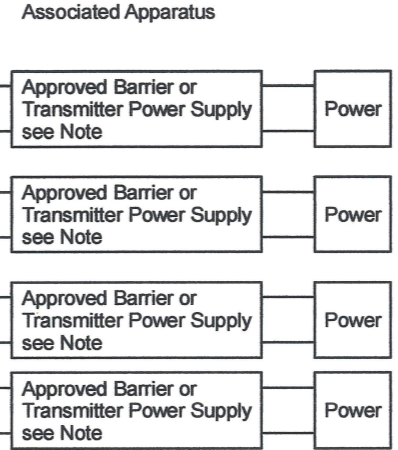 Associated Apparatus
Approved Barrier or
Transmitter Power Supply
see Note
Power
Approved Barrier or
Transmitter Power Supply
see Note
Power
Approved Barrier or
Transmitter Power Supply
see Note
Power
Approved Barrier or
Transmitter Power Supply
see Note
Power